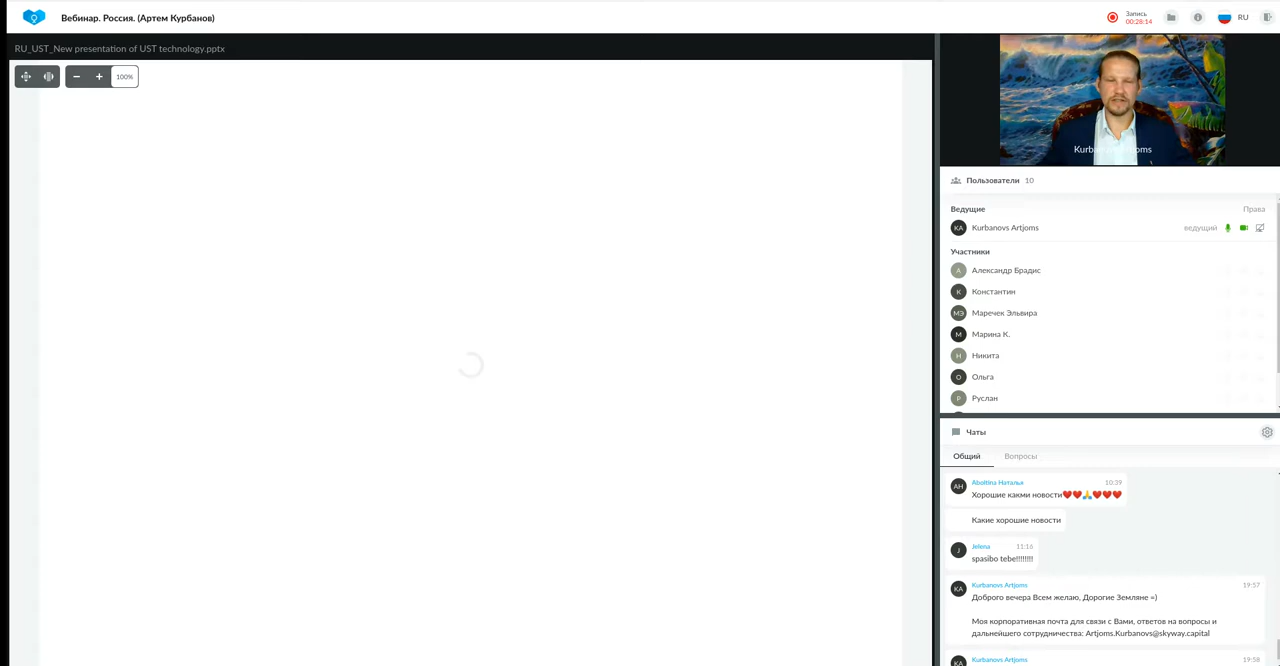 Вебинар. Россия. (Артем Курбанов)
Запись
00:28:14
RU
RU_UST_New presentation of UST technology.pptx
100%
Пользователи 10
Ведущие Права
KA Kurbanovs Artjoms ведущий
Участники
А Александр Брадис
К Константин
МЭ Маречек Эльвира
М Марина К.
Н Никита
О Ольга
Р Руслан
Чаты
Общий Вопросы
АН Aboltina Наталья 10:39
Хорошие какми новости❤️❤️🙏❤️❤️❤️
Какие хорошие новости
J Jelena 11:16
spasibo tebe!!!!!!!!
KA Kurbanovs Artjoms 19:57
Доброго вечера Всем желаю, Дорогие Земляне =)
Моя корпоративная почта для связи с Вами, ответов на вопросы и
дальнейшего сотрудничества: Artjoms.Kurbanovs@skyway.capital
KA Kurbanovs Artjoms 19:58